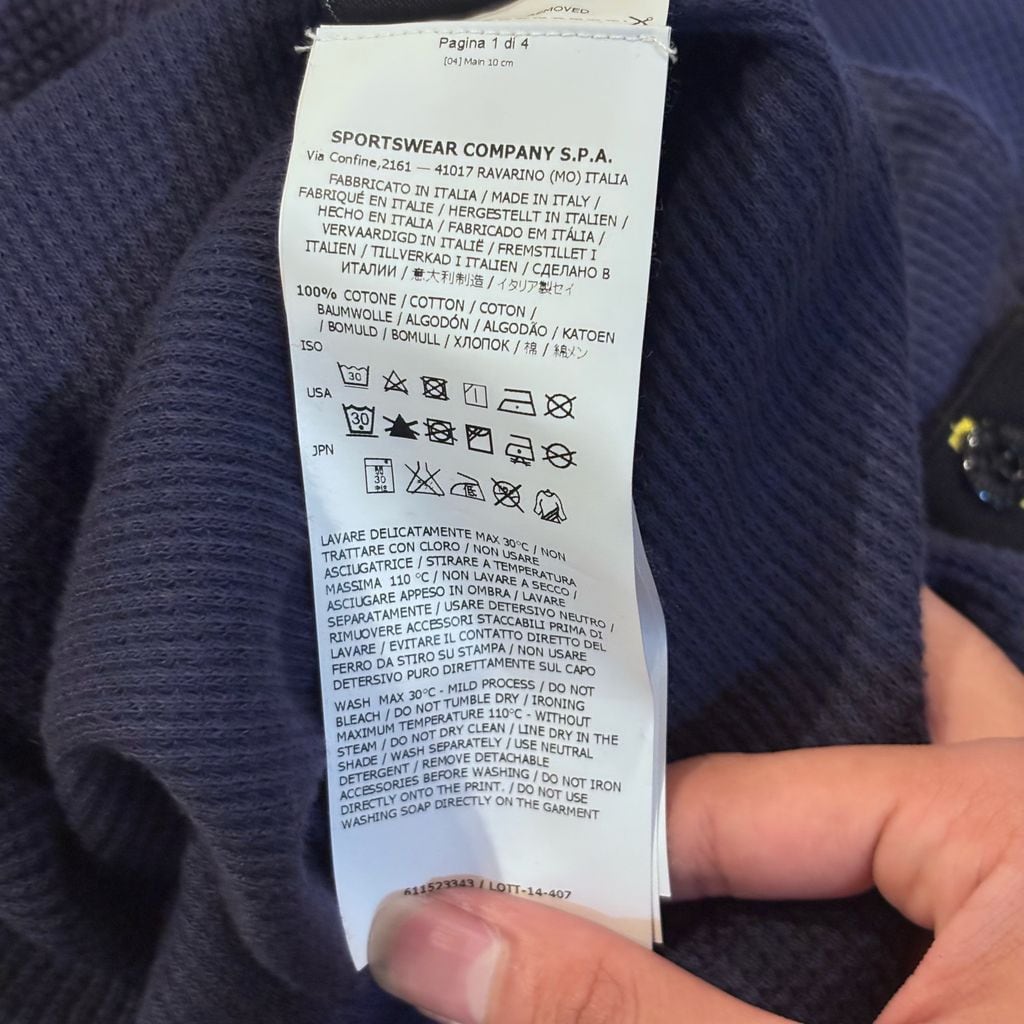 REMOVED
Pagina 1 di 4
[04] Main 10 cm
SPORTSWEAR COMPANY S.P.A.
Via Confine,2161 — 41017 RAVARINO (MO) ITALIA
FABBRICATO IN ITALIA / MADE IN ITALY /
FABRIQUÉ EN ITALIE / HERGESTELLT IN ITALIEN /
HECHO EN ITALIA / FABRICADO EM ITÁLIA /
VERVAARDIGD IN ITALIË / FREMSTILLET I
ITALIEN / TILLVERKAD I ITALIEN / СДЕЛАНО В
ИТАЛИИ / 意大利制造 / イタリア製セイ
100% COTONE / COTTON / COTON /
BAUMWOLLE / ALGODÓN / ALGODÃO / KATOEN
/ BOMULD / BOMULL / ХЛОПОК / 棉 / 綿メン
ISO
30
USA
30
JPN
30
低
LAVARE DELICATAMENTE MAX 30°C / NON
TRATTARE CON CLORO / NON USARE
ASCIUGATRICE / STIRARE A TEMPERATURA
MASSIMA 110 °C / NON LAVARE A SECCO /
ASCIUGARE APPESO IN OMBRA / LAVARE
SEPARATAMENTE / USARE DETERSIVO NEUTRO /
RIMUOVERE ACCESSORI STACCABILI PRIMA DI
LAVARE / EVITARE IL CONTATTO DIRETTO DEL
FERRO DA STIRO SU STAMPA / NON USARE
DETERSIVO PURO DIRETTAMENTE SUL CAPO
WASH MAX 30°C - MILD PROCESS / DO NOT
BLEACH / DO NOT TUMBLE DRY / IRONING
MAXIMUM TEMPERATURE 110°C - WITHOUT
STEAM / DO NOT DRY CLEAN / LINE DRY IN THE
SHADE / WASH SEPARATELY / USE NEUTRAL
DETERGENT / REMOVE DETACHABLE
ACCESSORIES BEFORE WASHING / DO NOT IRON
DIRECTLY ONTO THE PRINT. / DO NOT USE
WASHING SOAP DIRECTLY ON THE GARMENT
611523343 / LOTT-14-407